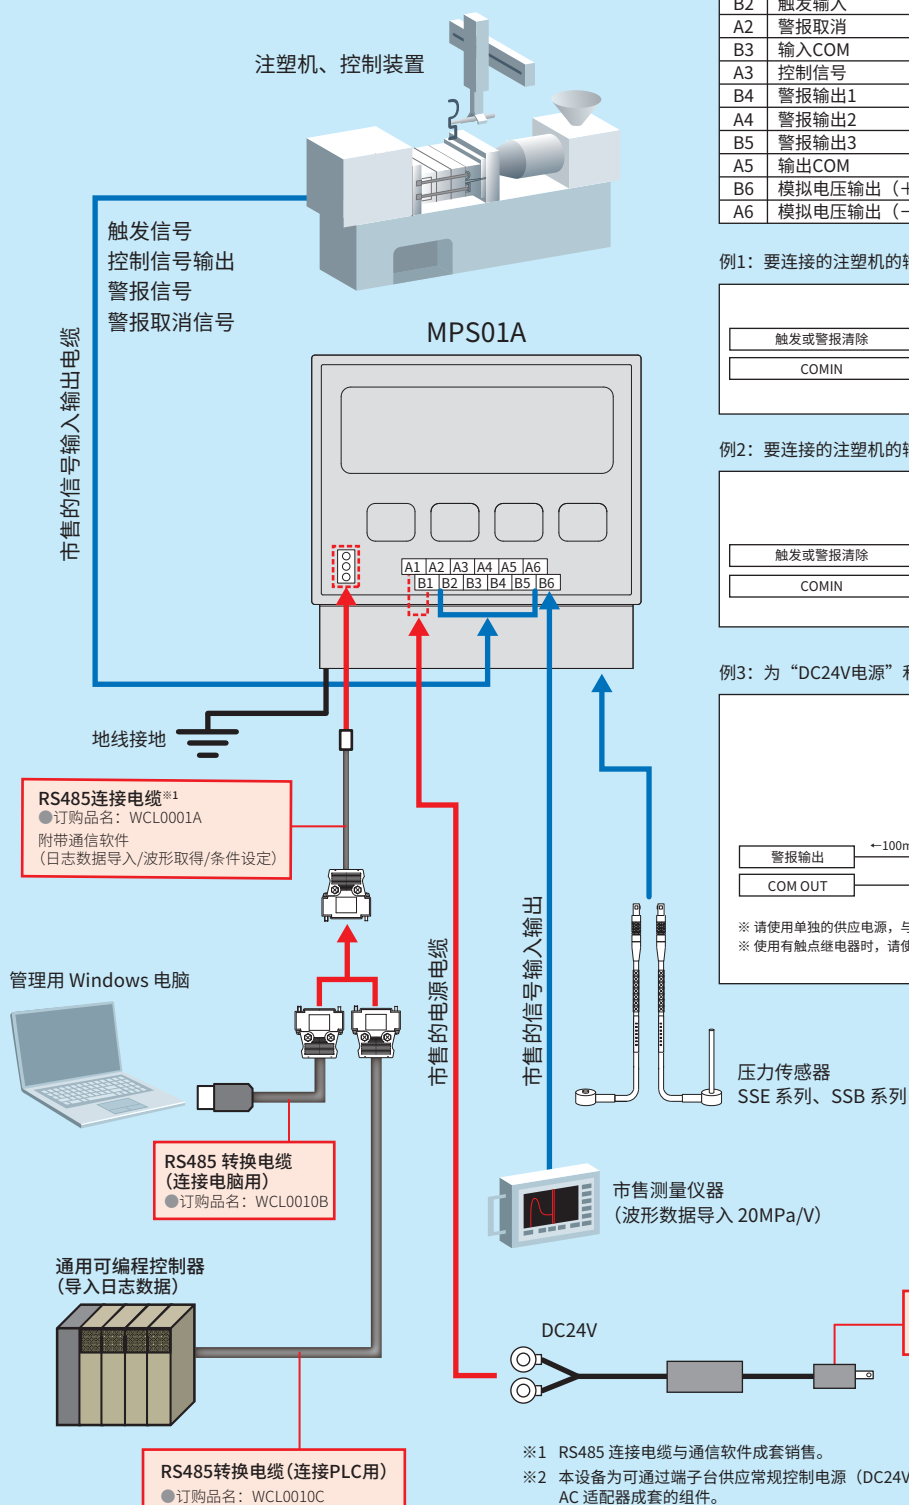 B2 触发输入
A2 警报取消
B3 输入COM
A3 控制信号
B4 警报输出1
A4 警报输出2
B5 警报输出3
A5 输出COM
B6 模拟电压输出（+
A6 模拟电压输出（−
注塑机、控制装置
触发信号
控制信号输出
警报信号
警报取消信号
市售的信号输入输出电缆
MPS01A
A1 A2 A3 A4 A5 A6
B1 B2 B3 B4 B5 B6
地线接地
RS485连接电缆※1
●订购品名：WCL0001A
附带通信软件
（日志数据导入/波形取得/条件设定）
管理用 Windows 电脑
RS485 转换电缆
（连接电脑用）
●订购品名：WCL0010B
通用可编程控制器
（导入日志数据）
RS485转换电缆（连接PLC用）
●订购品名：WCL0010C
市售的电源电缆
市售的信号输入输出
压力传感器
SSE 系列、SSB 系列
市售测量仪器
（波形数据导入 20MPa/V）
DC24V
例1：要连接的注塑机的
触发或警报清除
COMIN
例2：要连接的注塑机的
触发或警报清除
COMIN
例3：为“DC24V电源”
警报输出
←100m
COM OUT
※ 请使用单独的供应电源，
※ 使用有触点继电器时，请
※1 RS485 连接电缆与通信软件成套销售。
※2 本设备为可通过端子台供应常规控制电源（DC24V
AC 适配器成套的组件。